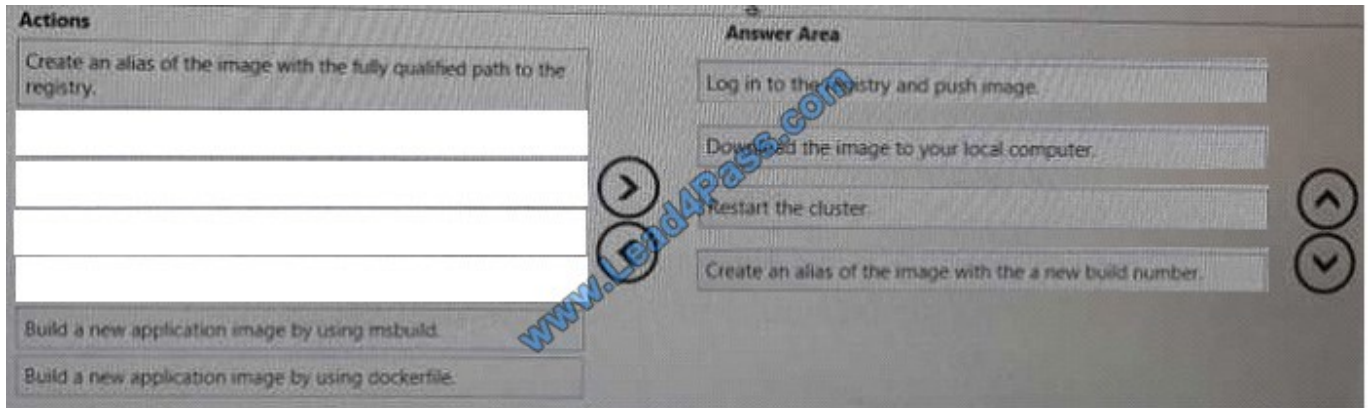 Actions
Create an alias of the image with the fully qualified path to the
registry.
Build a new application image by using msbuild.
Build a new application image by using dockerfile.
Answer Area
Log in to the registry and push image.
Download the image to your local computer.
Restart the cluster.
Create an alias of the image with the a new build number.
www.Lead4Pass.com